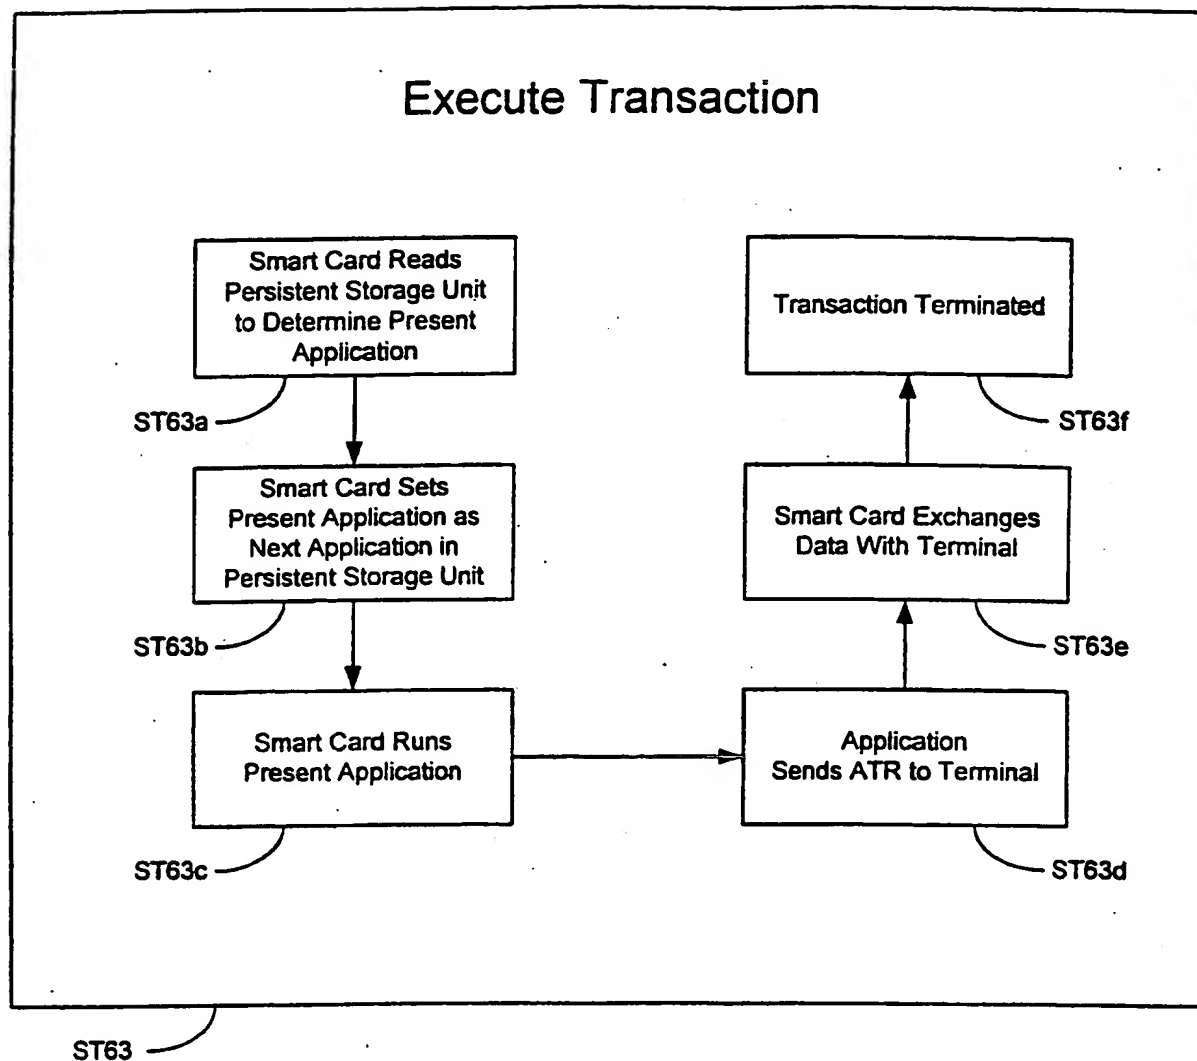 Execute Transaction
Smart Card Reads
Persistent Storage Unit
to Determine Present
Application
ST63a
Smart Card Sets
Present Application as
Next Application in
Persistent Storage Unit
ST63b
Smart Card Runs
Present Application
ST63c
Application
Sends ATR to Terminal
ST63d
Smart Card Exchanges
Data With Terminal
ST63e
Transaction Terminated
ST63f
ST63